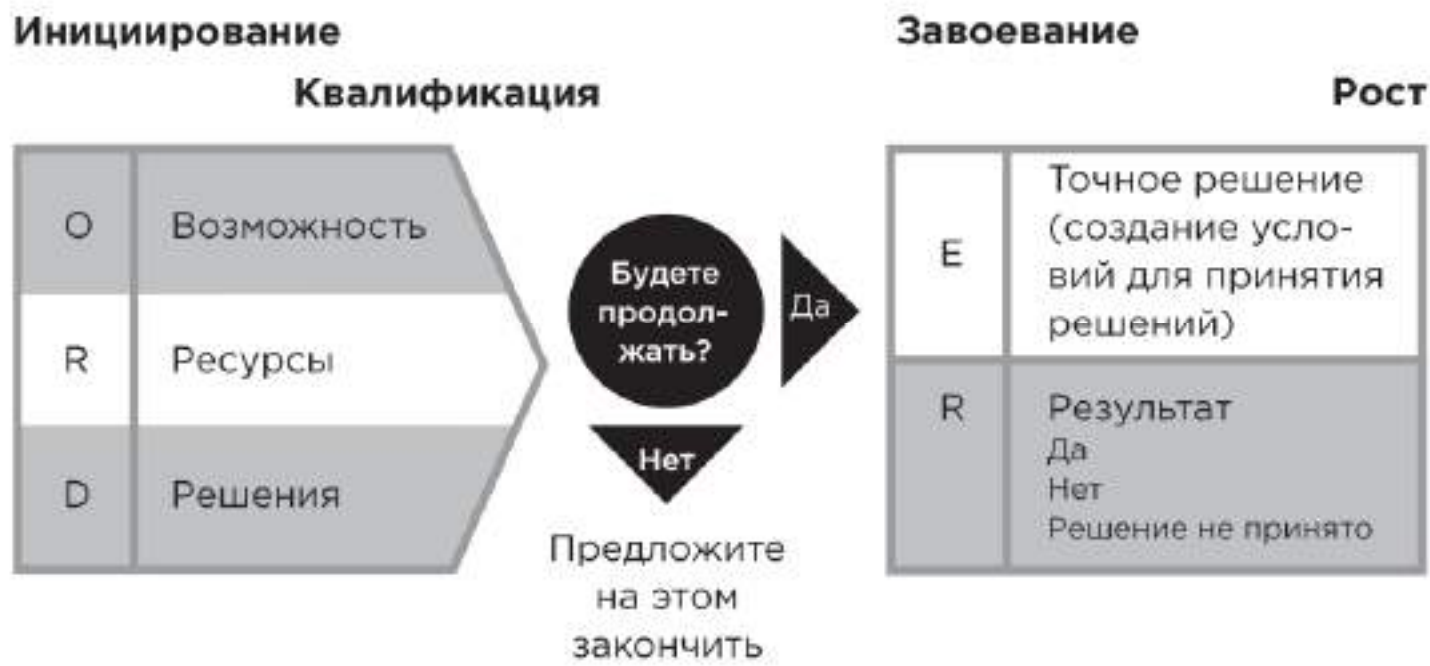 Инициирование
Квалификация
O
Возможность
R
Ресурсы
D
Решения
Будете
продол-
жать?
Да
Нет
Предложите
на этом
закончить
Завоевание
Рост
E
Точное решение
(создание усло-
вий для принятия
решений)
R
Результат
Да
Нет
Решение не принято